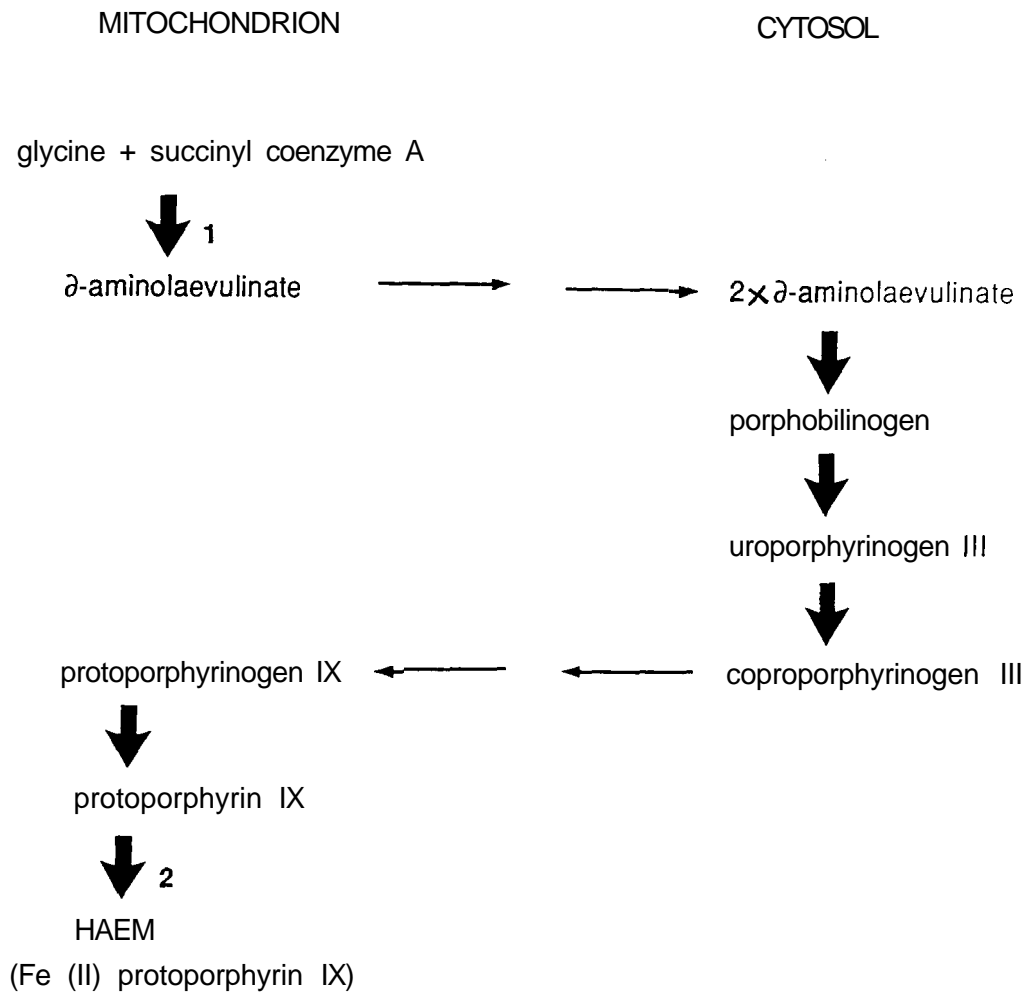 MITOCHONDRION
CYTOSOL
glycine + succinyl coenzyme A
1
∂-aminolaevulinate
2x∂-aminolaevulinate
porphobilinogen
uroporphyrinogen III
protoporphyrinogen IX
coproporphyrinogen III
protoporphyrin IX
2
HAEM
(Fe (II) protoporphyrin IX)